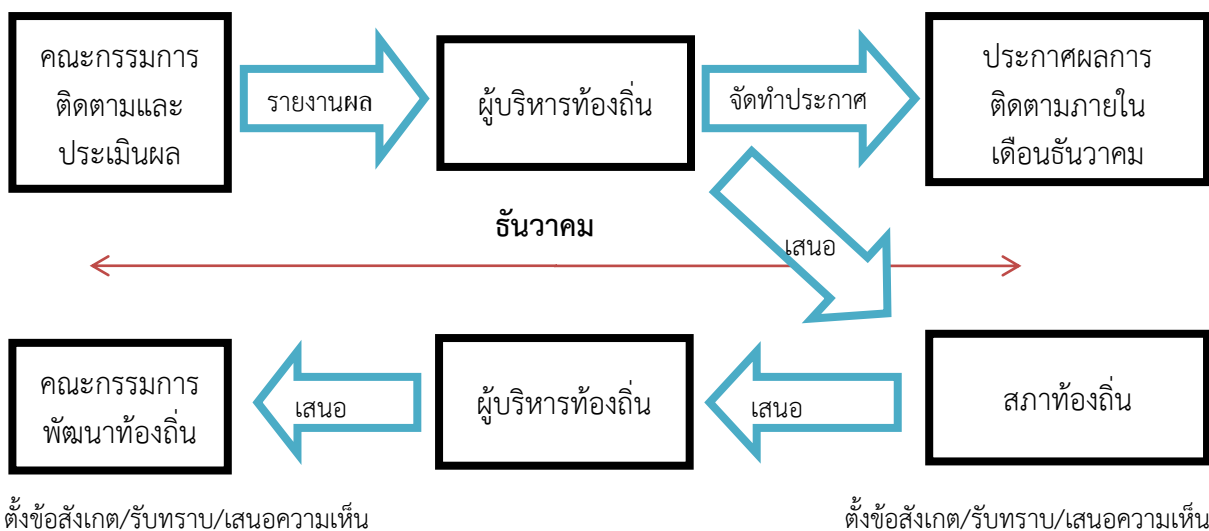 คณะกรรมการ
ติดตามและ
ประเมินผล
รายงานผล
ผู้บริหารท้องถิ่น
จัดทำประกาศ
ประกาศผลการ
ติดตามภายใน
เดือนธันวาคม
ธันวาคม
เสนอ
คณะกรรมการ
พัฒนาท้องถิ่น
เสนอ
ผู้บริหารท้องถิ่น
เสนอ
สภาท้องถิ่น
ตั้งข้อสังเกต/รับทราบ/เสนอความเห็น
ตั้งข้อสังเกต/รับทราบ/เสนอความเห็น